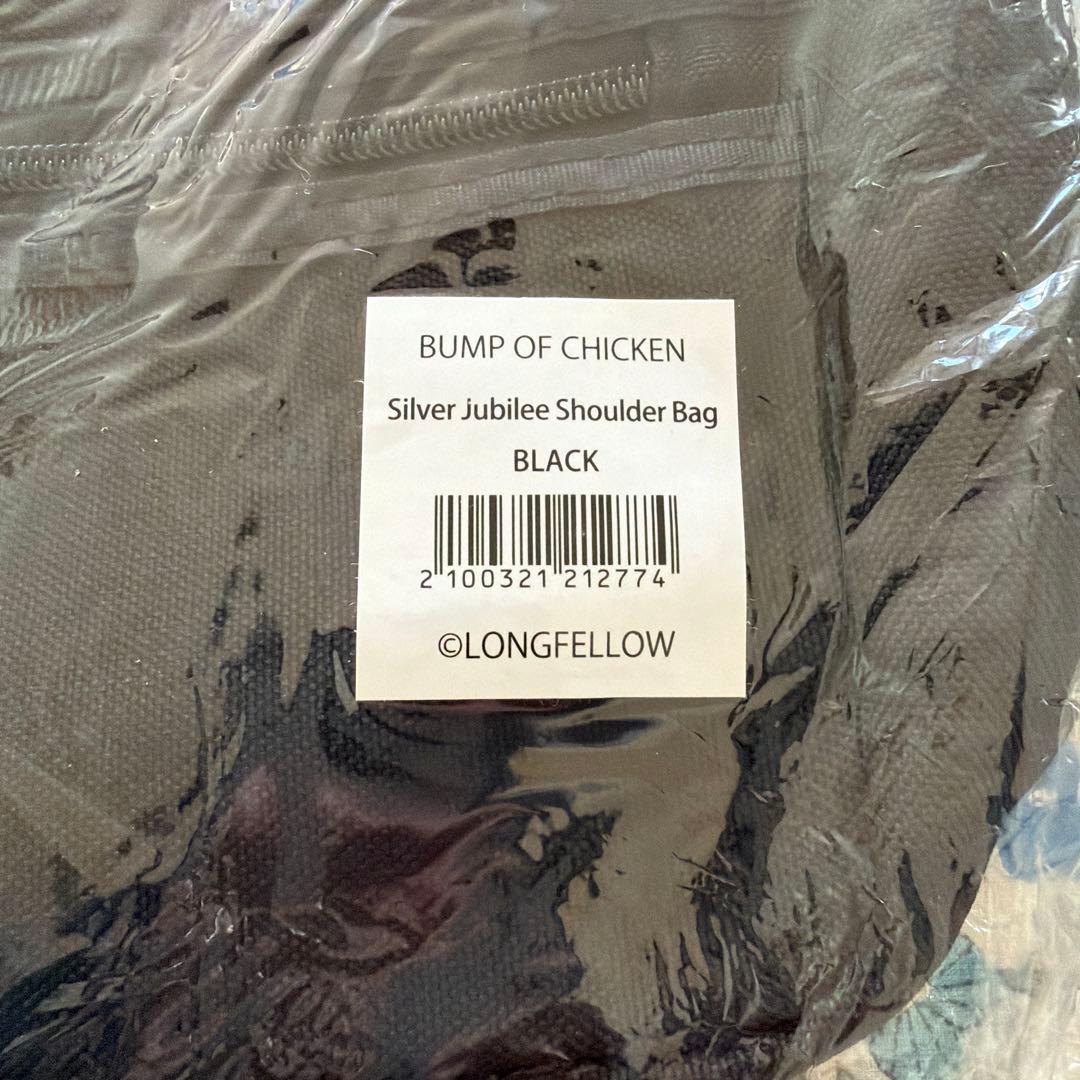 BUMP OF CHICKEN
Silver Jubilee Shoulder Bag
BLACK
2 100321 212774
©LONGFELLOW